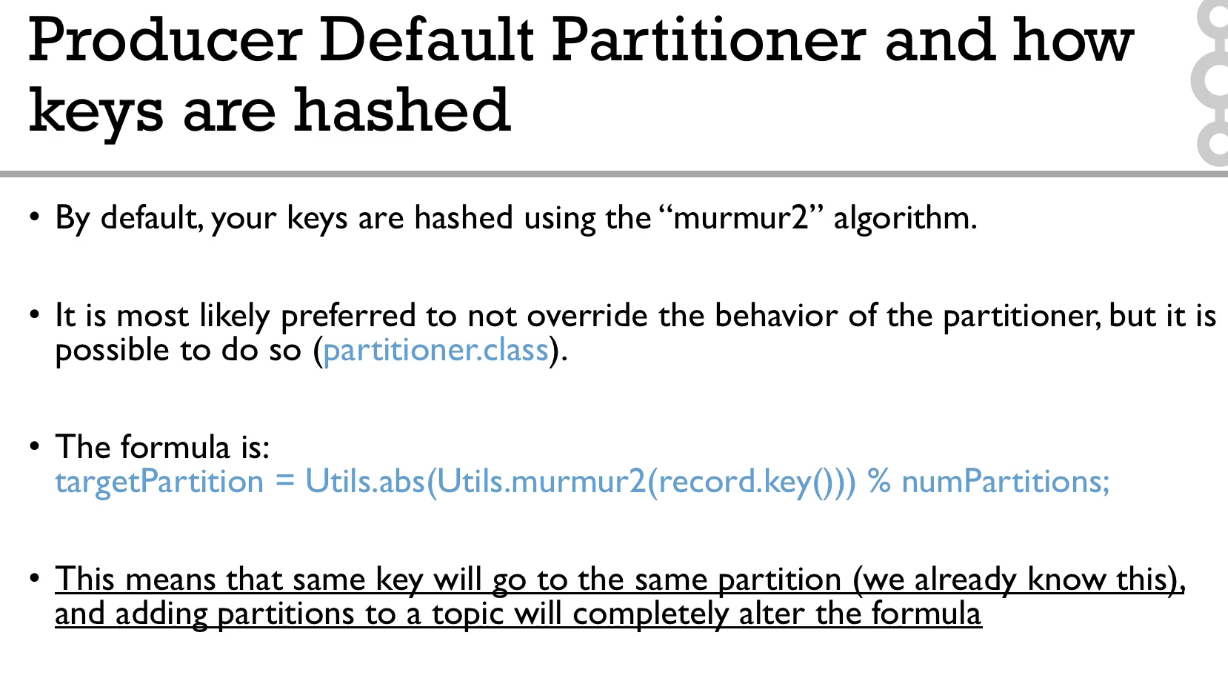 Producer Default Partitioner and how
keys are hashed
• By default, your keys are hashed using the “murmur2” algorithm.
• It is most likely preferred to not override the behavior of the partitioner, but it is
possible to do so (partitioner.class).
• The formula is:
targetPartition = Utils.abs(Utils.murmur2(record.key())) % numPartitions;
• This means that same key will go to the same partition (we already know this),
and adding partitions to a topic will completely alter the formula